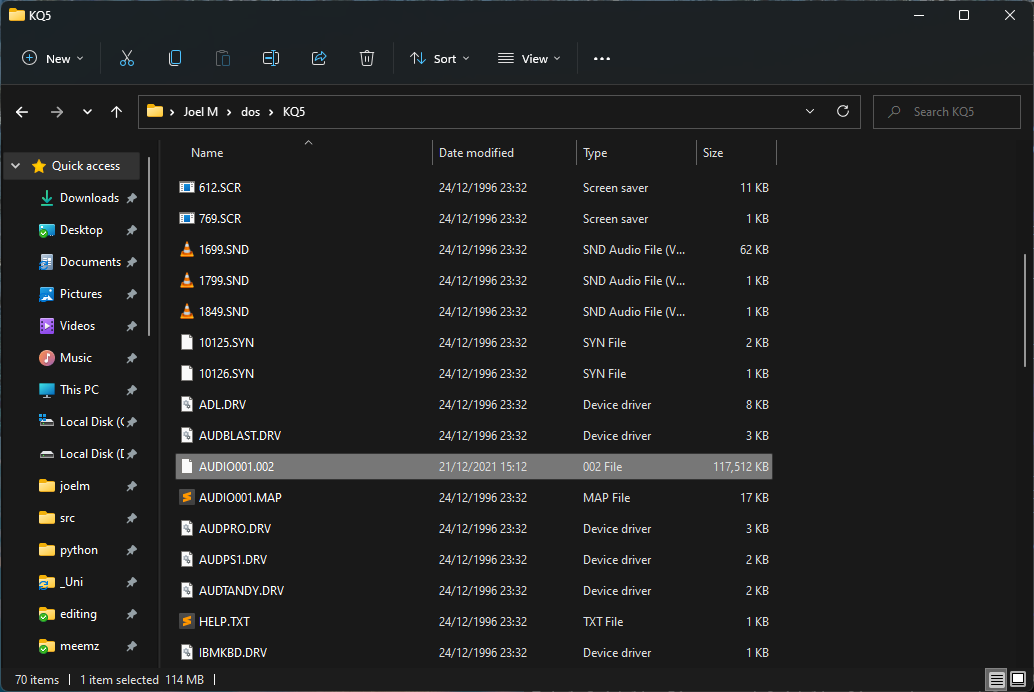 KQ5
New Sort View
Joel M dos KQ5 Search KQ5
Name Date modified Type Size
Quick access
Downloads
Desktop
Documents
Pictures
Videos
Music
This PC
Local Disk (C
Local Disk (D
joelm
src
python
_Uni
editing
meemz
612.SCR 24/12/1996 23:32 Screen saver 11 KB
769.SCR 24/12/1996 23:32 Screen saver 1 KB
1699.SND 24/12/1996 23:32 SND Audio File (V... 62 KB
1799.SND 24/12/1996 23:32 SND Audio File (V... 1 KB
1849.SND 24/12/1996 23:32 SND Audio File (V... 1 KB
10125.SYN 24/12/1996 23:32 SYN File 2 KB
10126.SYN 24/12/1996 23:32 SYN File 1 KB
ADL.DRV 24/12/1996 23:32 Device driver 8 KB
AUDBLAST.DRV 24/12/1996 23:32 Device driver 3 KB
AUDIO001.002 21/12/2021 15:12 002 File 117,512 KB
AUDIO001.MAP 24/12/1996 23:32 MAP File 17 KB
AUDPRO.DRV 24/12/1996 23:32 Device driver 3 KB
AUDPS1.DRV 24/12/1996 23:32 Device driver 2 KB
AUDTANDY.DRV 24/12/1996 23:32 Device driver 2 KB
HELP.TXT 24/12/1996 23:32 TXT File 1 KB
IBMKBD.DRV 24/12/1996 23:32 Device driver 1 KB
70 items | 1 item selected 114 MB |